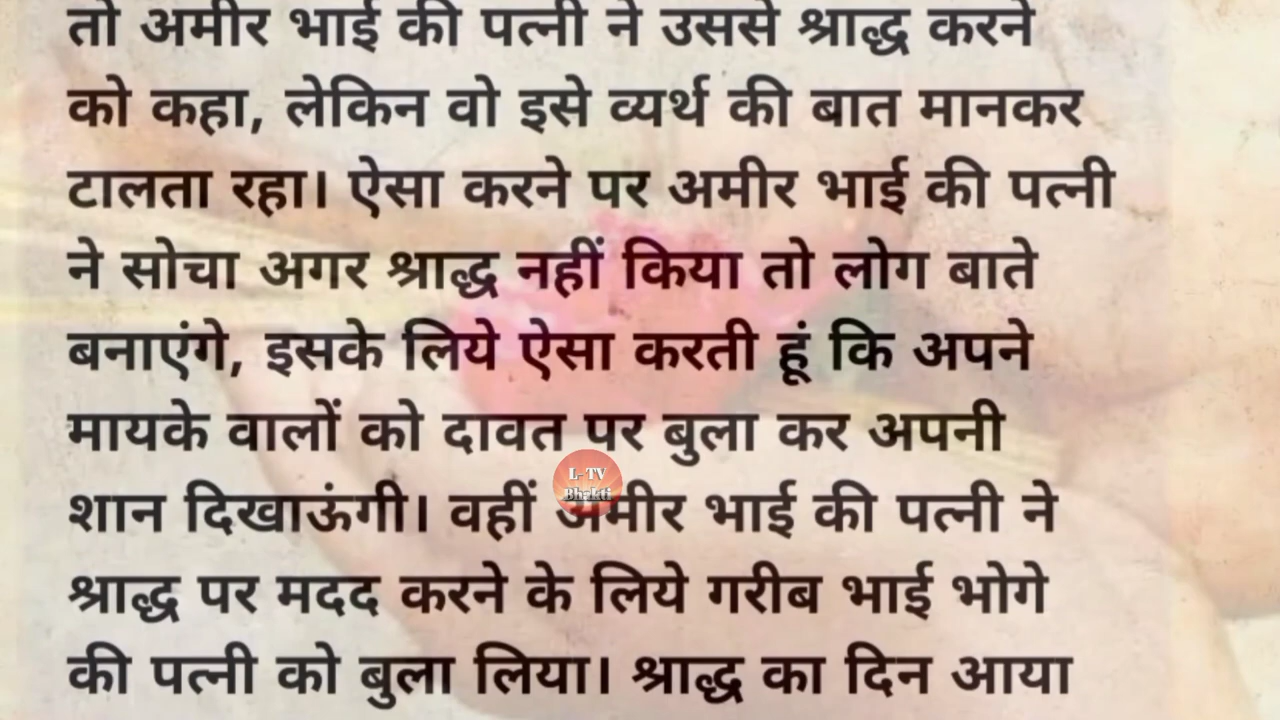 तो अमीर भाई की पत्नी ने उससे श्राद्ध करने
को कहा, लेकिन वो इसे व्यर्थ की बात मानकर
टालता रहा। ऐसा करने पर अमीर भाई की पत्नी
ने सोचा अगर श्राद्ध नहीं किया तो लोग बाते
बनाएंगे, इसके लिये ऐसा करती हूं कि अपने
मायके वालों को दावत पर बुला कर अपनी
L-TV
Bhakti
शान दिखाऊंगी। वहीं अमीर भाई की पत्नी ने
श्राद्ध पर मदद करने के लिये गरीब भाई भोगे
की पत्नी को बुला लिया। श्राद्ध का दिन आया